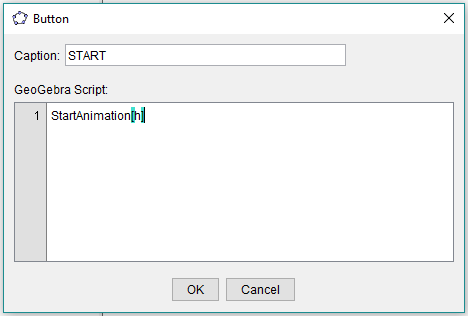 Button
Caption: START
GeoGebra Script:
1 StartAnimation[h]
OK Cancel